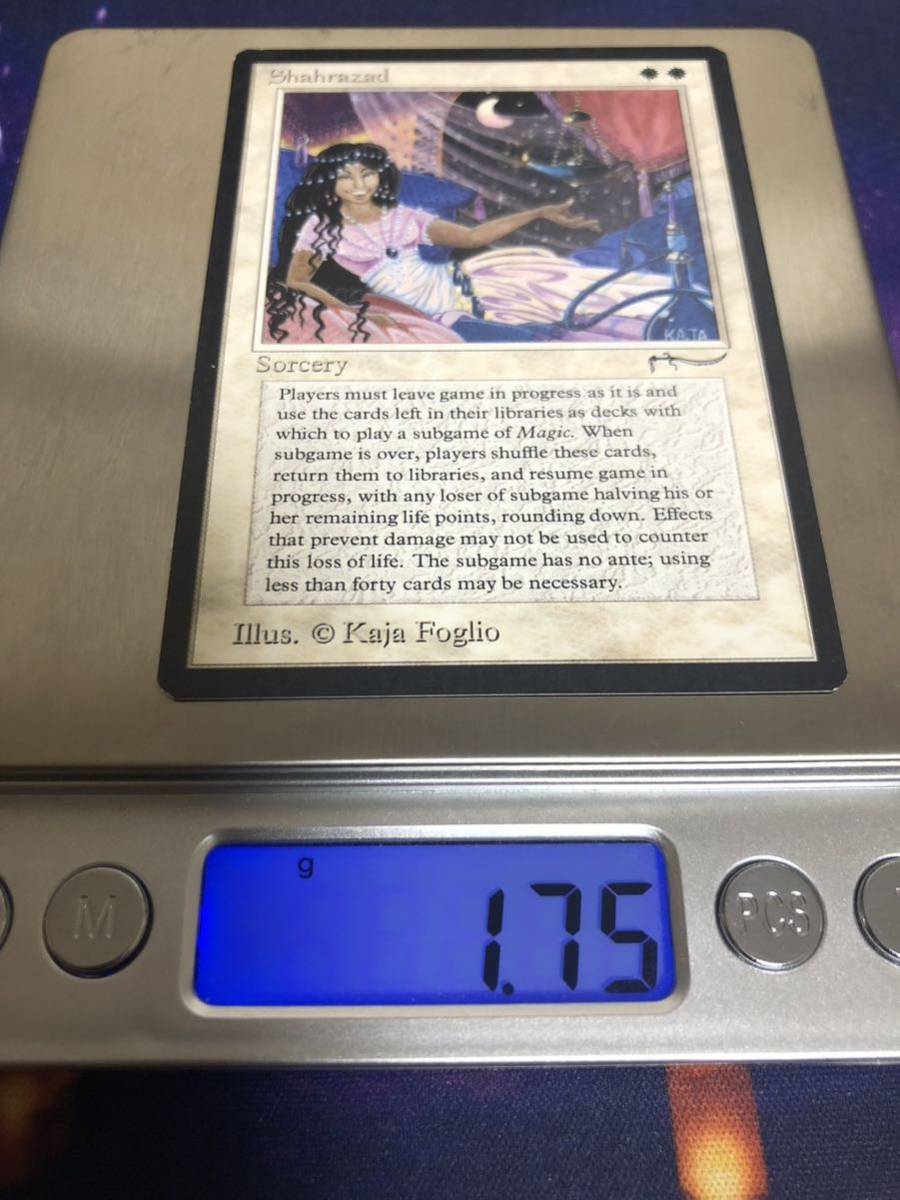 Shahrazad
KAJA
Sorcery
Players must leave game in progress as it is and
use the cards left in their libraries as decks with
which to play a subgame of Magic. When
subgame is over, players shuffle these cards,
return them to libraries, and resume game in
progress, with any loser of subgame halving his or
her remaining life points, rounding down. Effects
that prevent damage may not be used to counter
this loss of life. The subgame has no ante; using
less than forty cards may be necessary.
Illus. © Kaja Foglio
g
1.75
M
PCS